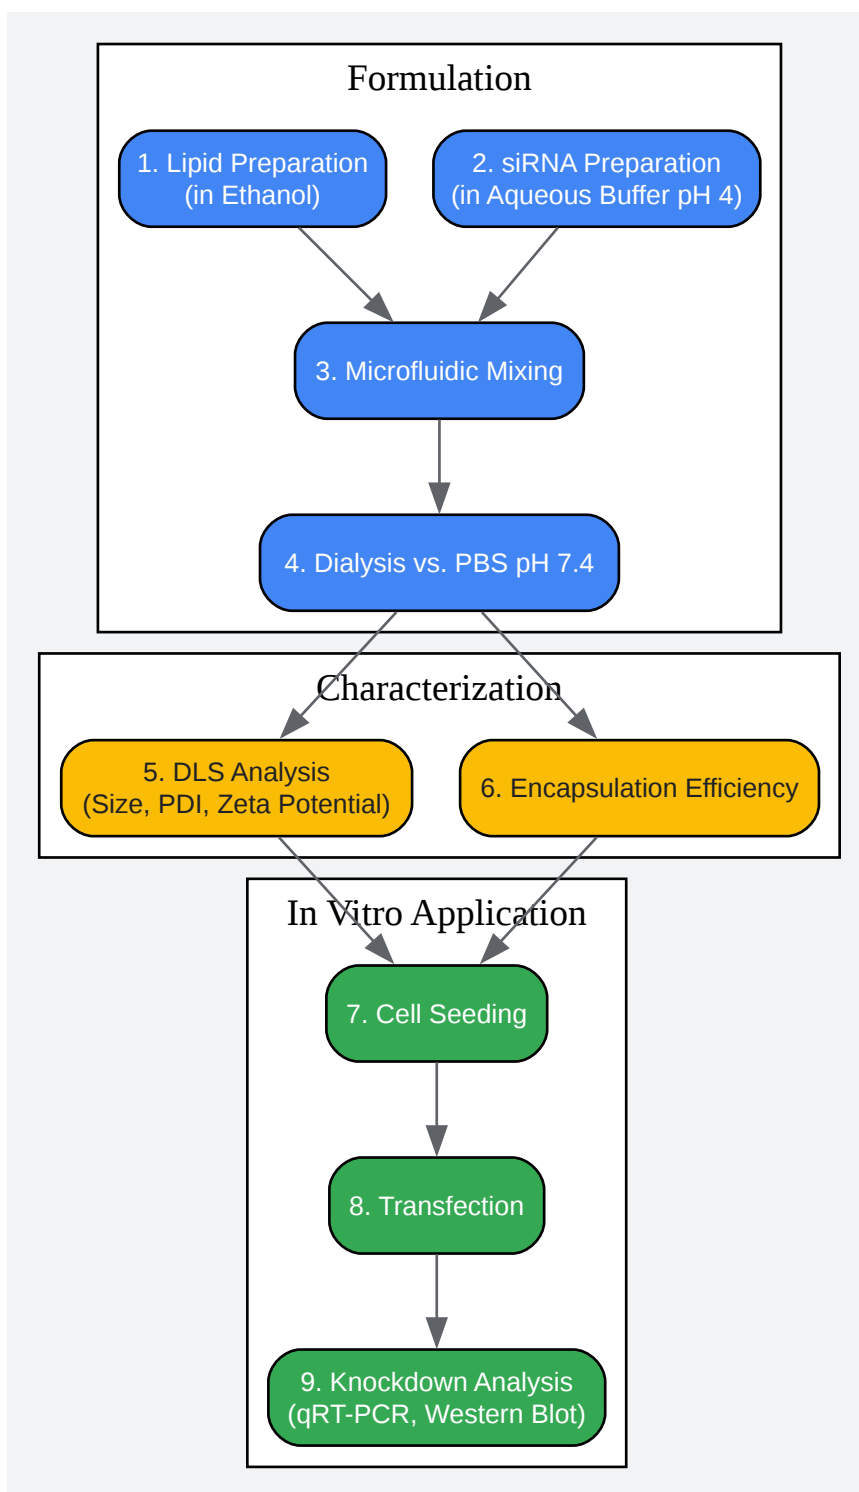 Formulation
1. Lipid Preparation
(in Ethanol)
2. siRNA Preparation
(in Aqueous Buffer pH 4)
3. Microfluidic Mixing
4. Dialysis vs. PBS pH 7.4
Characterization
5. DLS Analysis
(Size, PDI, Zeta Potential)
6. Encapsulation Efficiency
In Vitro Application
7. Cell Seeding
8. Transfection
9. Knockdown Analysis
(qRT-PCR, Western Blot)